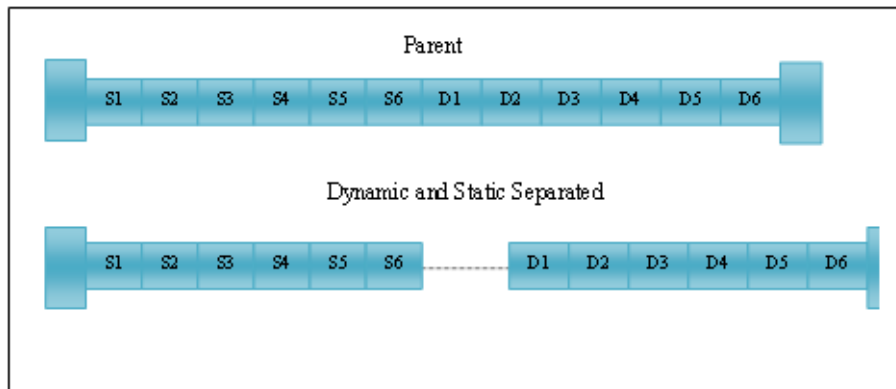 Parent
S1 S2 S3 S4 S5 S6 D1 D2 D3 D4 D5 D6
Dynamic and Static Separated
S1 S2 S3 S4 S5 S6 D1 D2 D3 D4 D5 D6